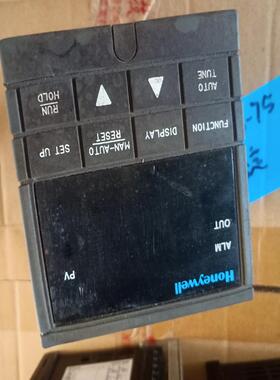 Honeywell
ALM
OUT
PV
SET UP
MAN-AUTO
RESET
DISPLAY
FUNCTION
RUN
HOLD
AUTO
TUNE